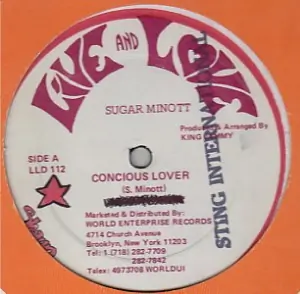 LIVE AND LOVE
SUGAR MINOTT
Produced & Arranged By
KING JAMMY
STING INTERNATIONAL
SIDE A
LLD 112
CONCIOUS LOVER
(S. Minott)
Marketed & Distributed By:
WORLD ENTERPRISE RECORDS
4714 Church Avenue
Brooklyn, New York 11203
Tel: 1 (718) 282-7709
282-7842
Telex: 4973708 WORLDUI